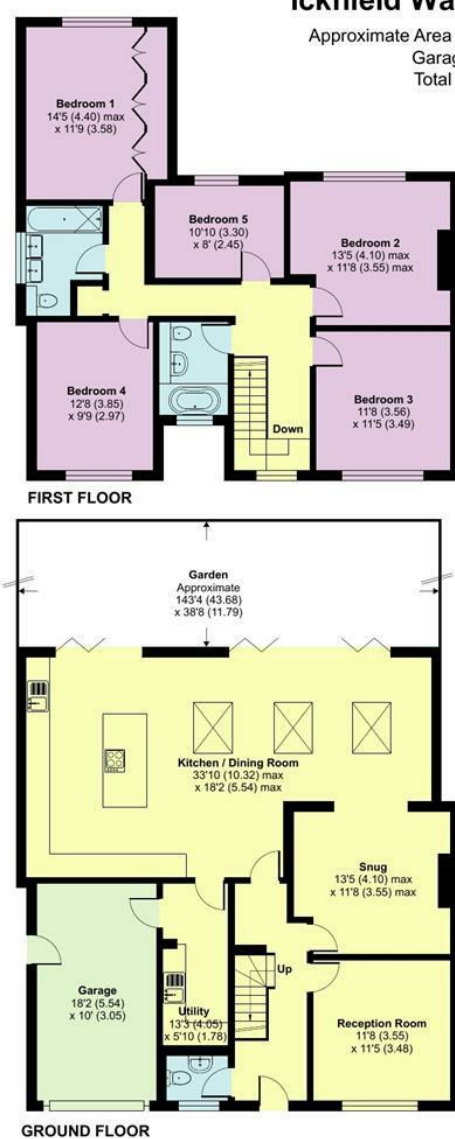 Icknield Wa
Approximate Area
Garag
Total
Bedroom 1
14'5 (4.40) max
x 11'9 (3.58)
Bedroom 5
10'10 (3.30)
x 8' (2.45)
Bedroom 2
13'5 (4.10) max
x 11'8 (3.55) max
Bedroom 4
12'8 (3.85)
x 9'9 (2.97)
Bedroom 3
11'8 (3.56)
x 11'5 (3.49)
Down
FIRST FLOOR
Garden
Approximate
143'4 (43.68)
x 38'8 (11.79)
Kitchen / Dining Room
33'10 (10.32) max
x 18'2 (5.54) max
Snug
13'5 (4.10) max
x 11'8 (3.55) max
Up
Garage
18'2 (5.54)
x 10' (3.05)
Utility
13'3 (4.05)
x 5'10 (1.78)
Reception Room
11'8 (3.55)
x 11'5 (3.48)
GROUND FLOOR